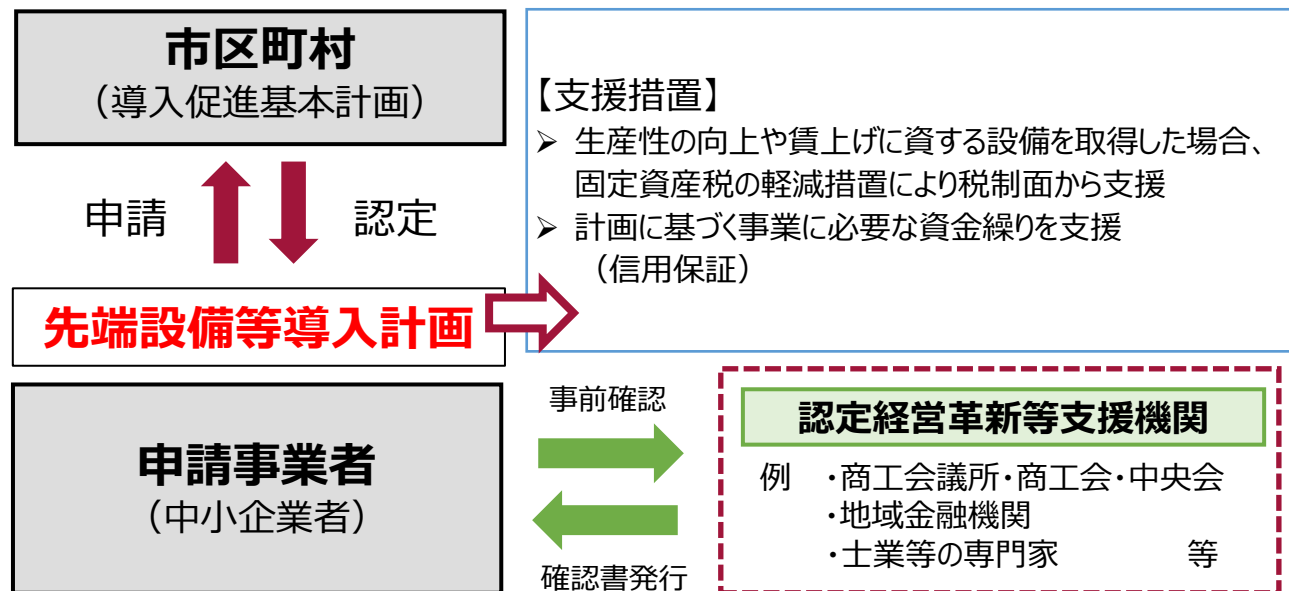 市区町村
（導入促進基本計画）
申請
認定
先端設備等導入計画
【支援措置】
➢ 生産性の向上や賃上げに資する設備を取得した場合、
固定資産税の軽減措置により税制面から支援
➢ 計画に基づく事業に必要な資金繰りを支援
（信用保証）
申請事業者
（中小企業者）
事前確認
確認書発行
認定経営革新等支援機関
例 ・商工会議所・商工会・中央会
・地域金融機関
・士業等の専門家 等